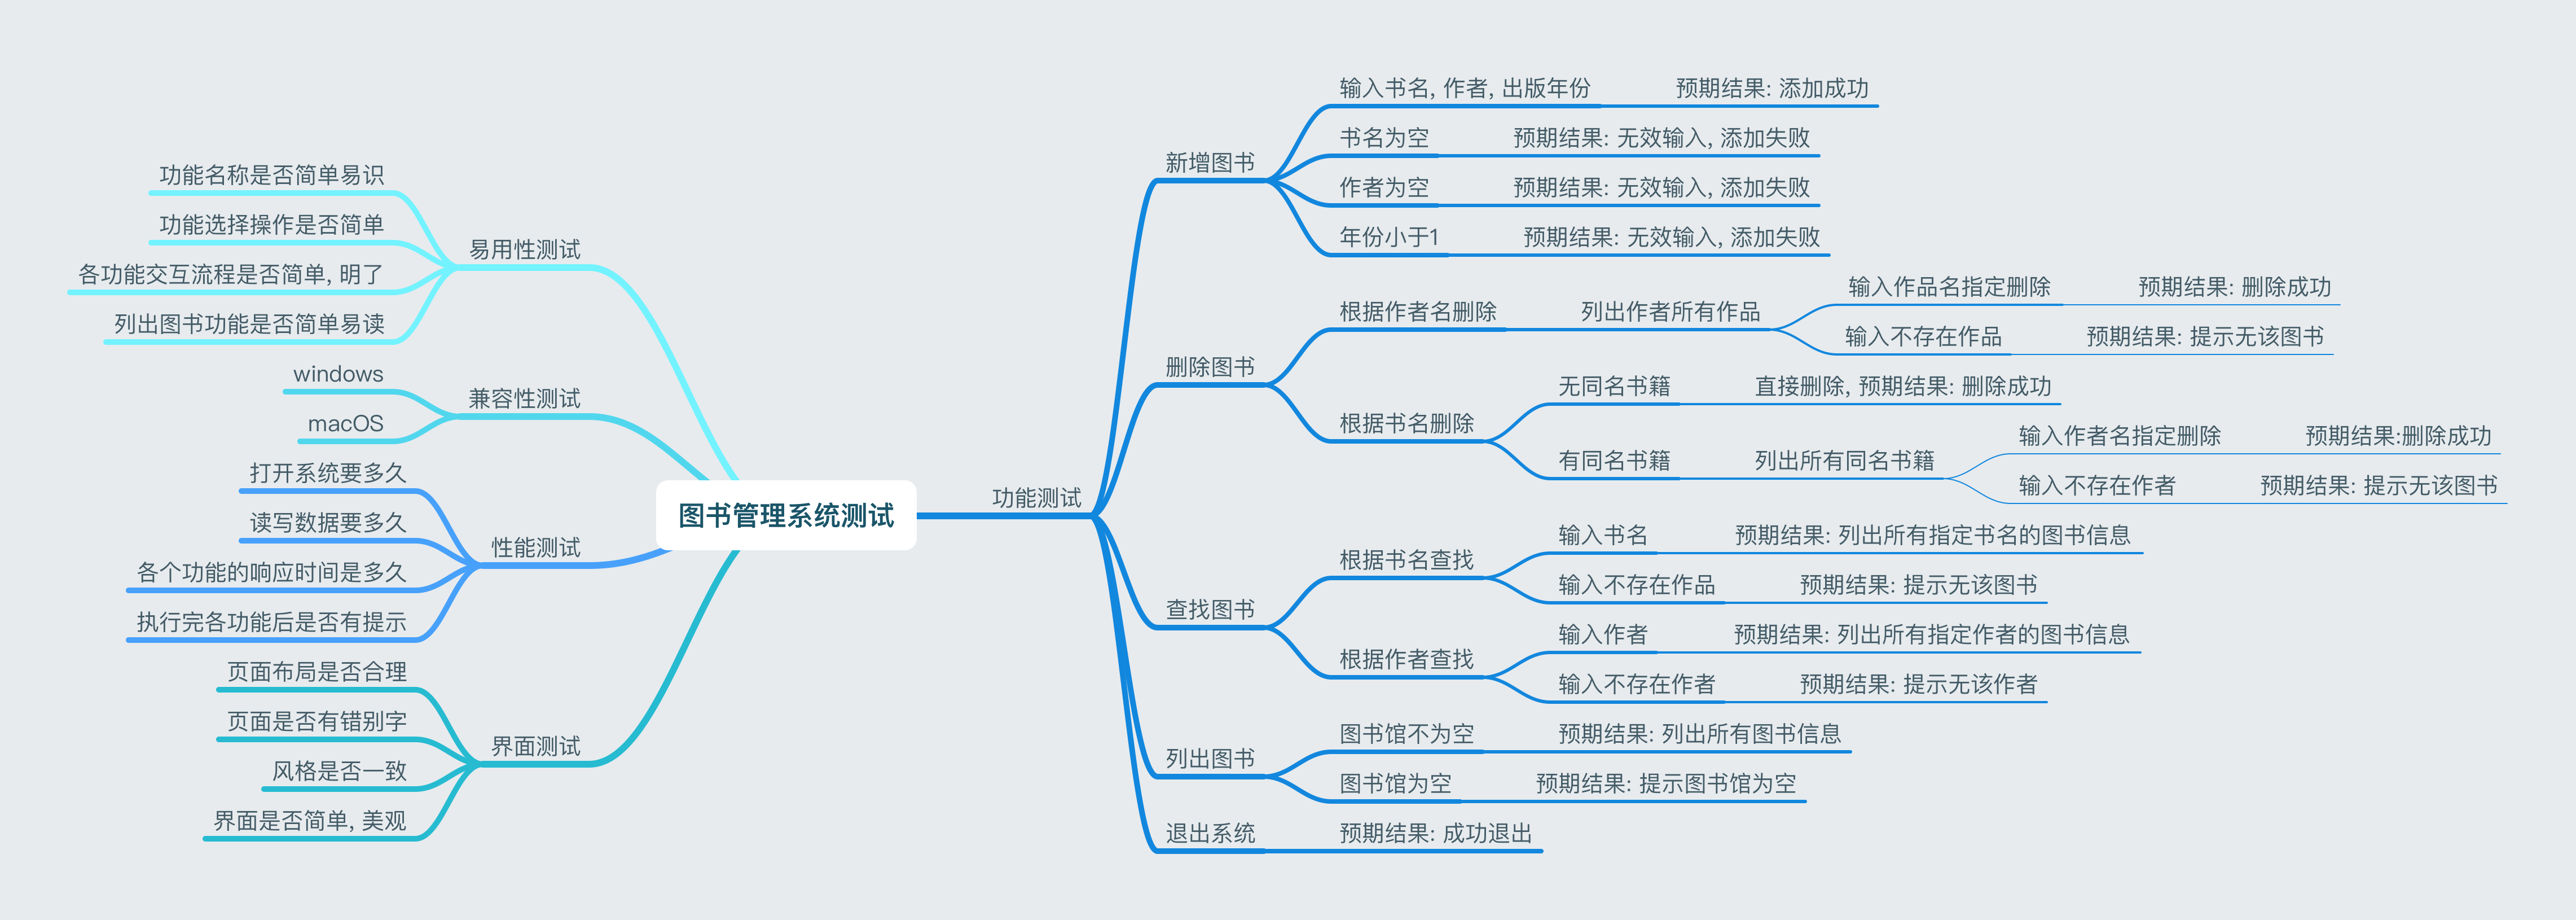 图书管理系统测试
易用性测试
功能名称是否简单易识
功能选择操作是否简单
各功能交互流程是否简单, 明了
列出图书功能是否简单易读
兼容性测试
windows
macOS
性能测试
打开系统要多久
读写数据要多久
各个功能的响应时间是多久
执行完各功能后是否有提示
界面测试
页面布局是否合理
页面是否有错别字
风格是否一致
界面是否简单, 美观
功能测试
新增图书
输入书名, 作者, 出版年份
预期结果: 添加成功
书名为空
预期结果: 无效输入, 添加失败
作者为空
预期结果: 无效输入, 添加失败
年份小于1
预期结果: 无效输入, 添加失败
删除图书
根据作者名删除
列出作者所有作品
输入作品名指定删除
预期结果: 删除成功
输入不存在作品
预期结果: 提示无该图书
根据书名删除
无同名书籍
直接删除, 预期结果: 删除成功
有同名书籍
列出所有同名书籍
输入作者名指定删除
预期结果:删除成功
输入不存在作者
预期结果: 提示无该图书
查找图书
根据书名查找
输入书名
预期结果: 列出所有指定书名的图书信息
输入不存在作品
预期结果: 提示无该图书
根据作者查找
输入作者
预期结果: 列出所有指定作者的图书信息
输入不存在作者
预期结果: 提示无该作者
列出图书
图书馆不为空
预期结果: 列出所有图书信息
图书馆为空
预期结果: 提示图书馆为空
退出系统
预期结果: 成功退出